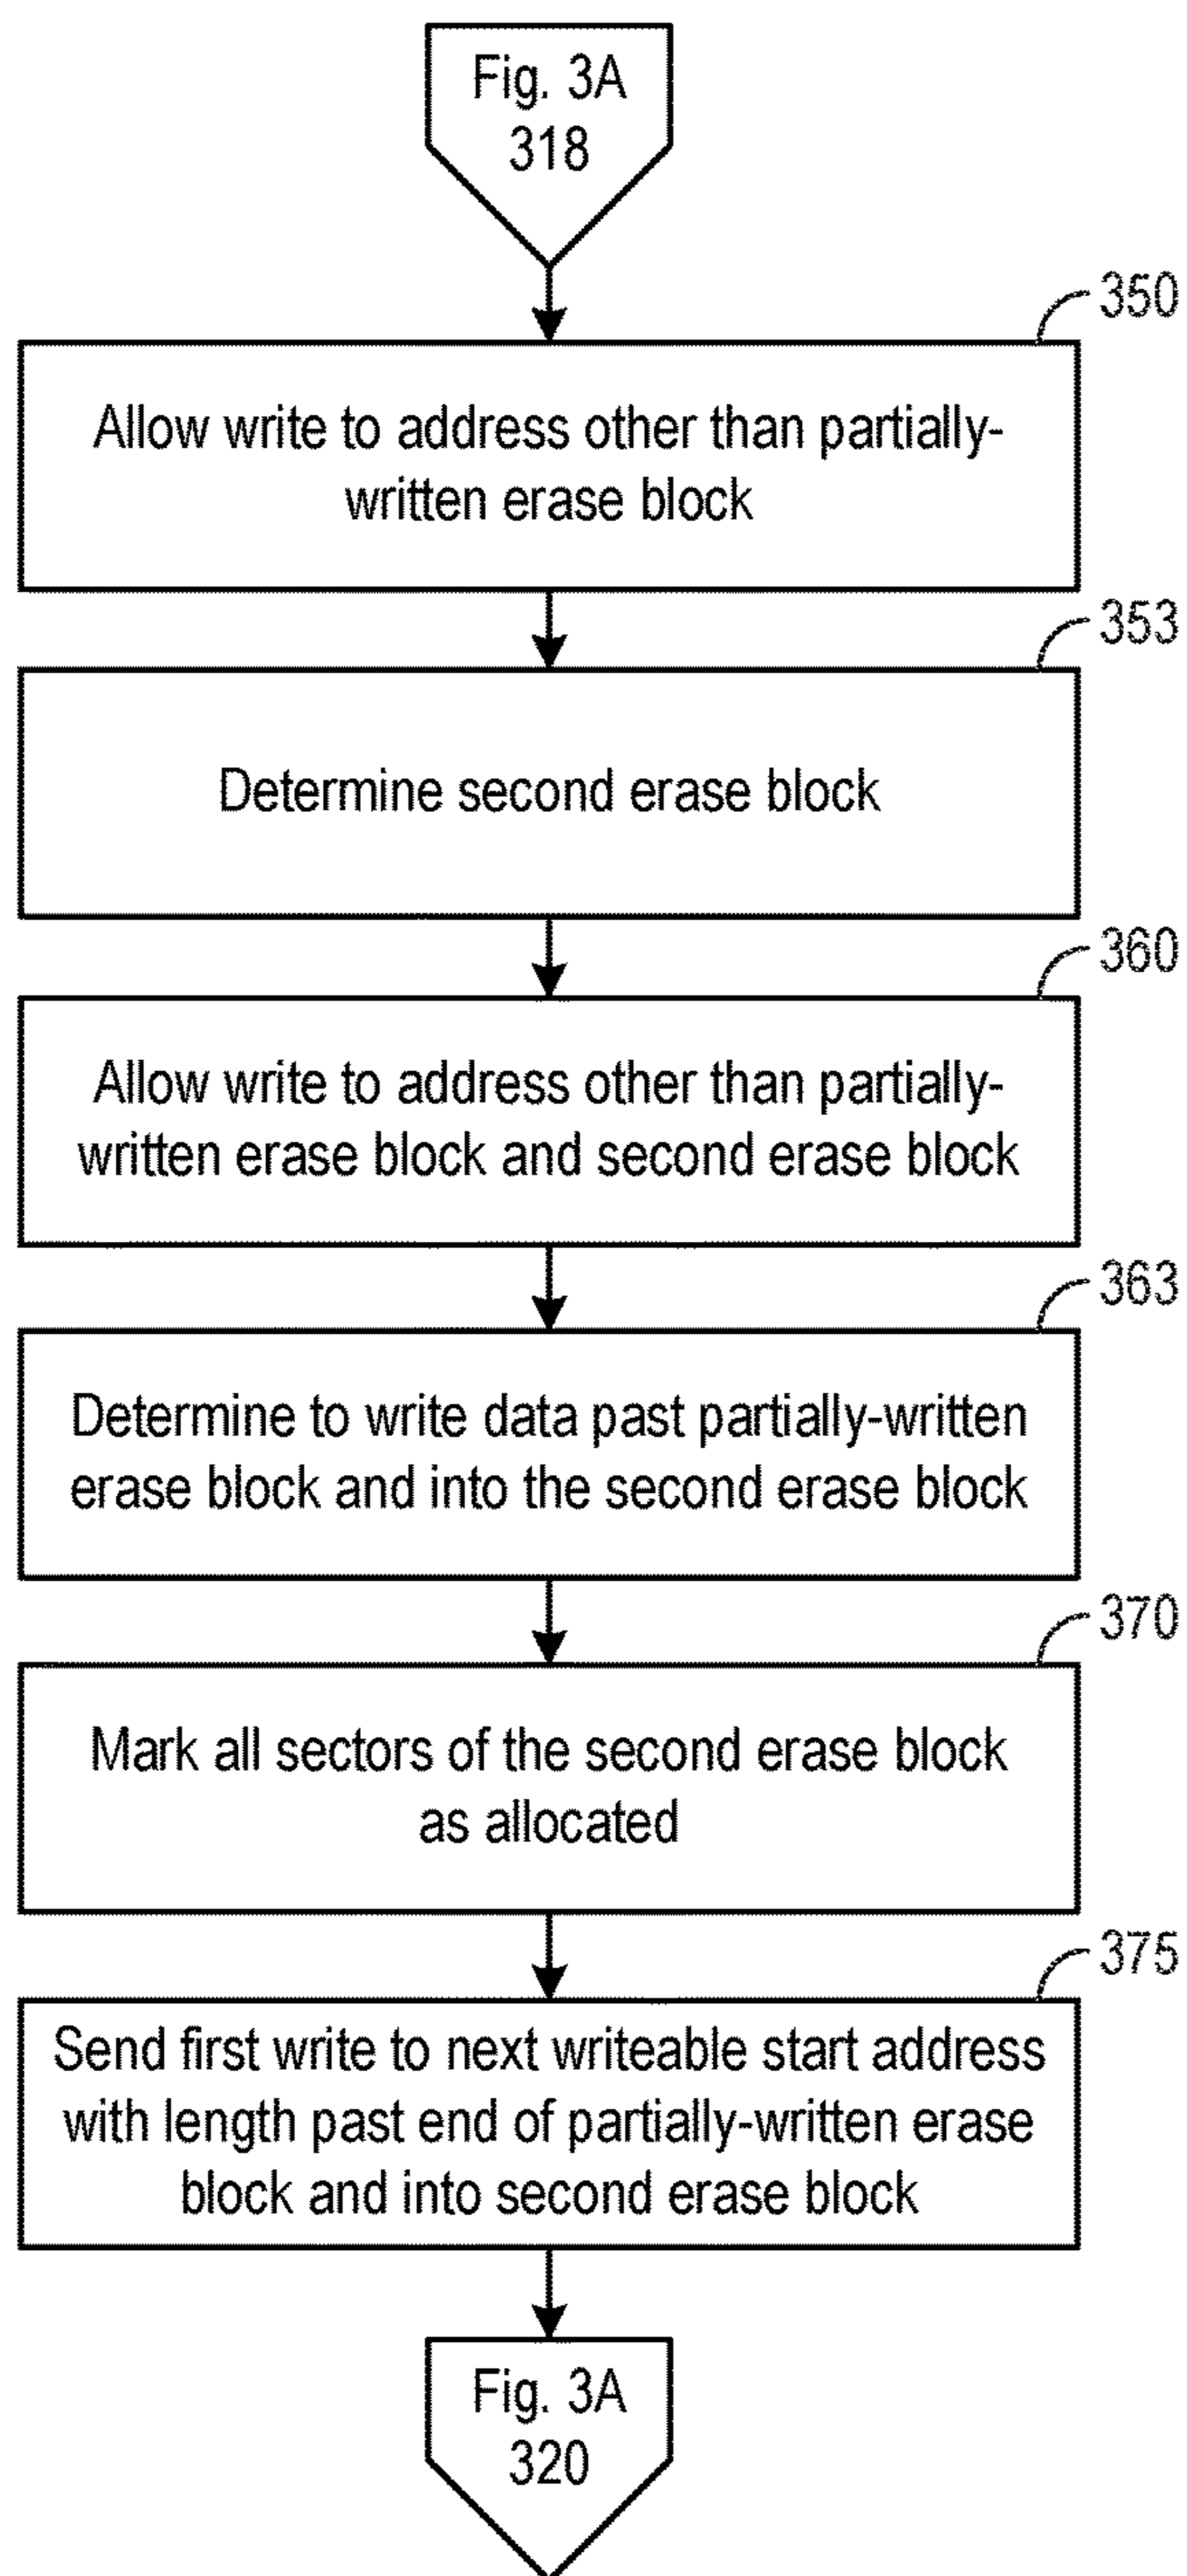 Fig. 3A
318
350
Allow write to address other than partially-
written erase block
353
Determine second erase block
360
Allow write to address other than partially-
written erase block and second erase block
363
Determine to write data past partially-written
erase block and into the second erase block
370
Mark all sectors of the second erase block
as allocated
375
Send first write to next writeable start address
with length past end of partially-written erase
block and into second erase block
Fig. 3A
320